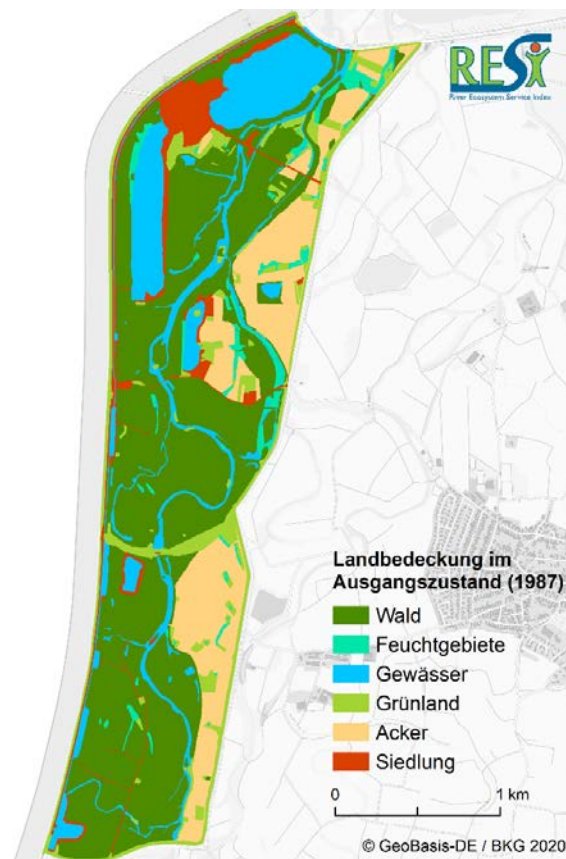 RESI
River Ecosystem Service Index
Landbedeckung im
Ausgangszustand (1987)
Wald
Feuchtgebiete
Gewässer
Grünland
Acker
Siedlung
0 1 km
© GeoBasis-DE / BKG 2020